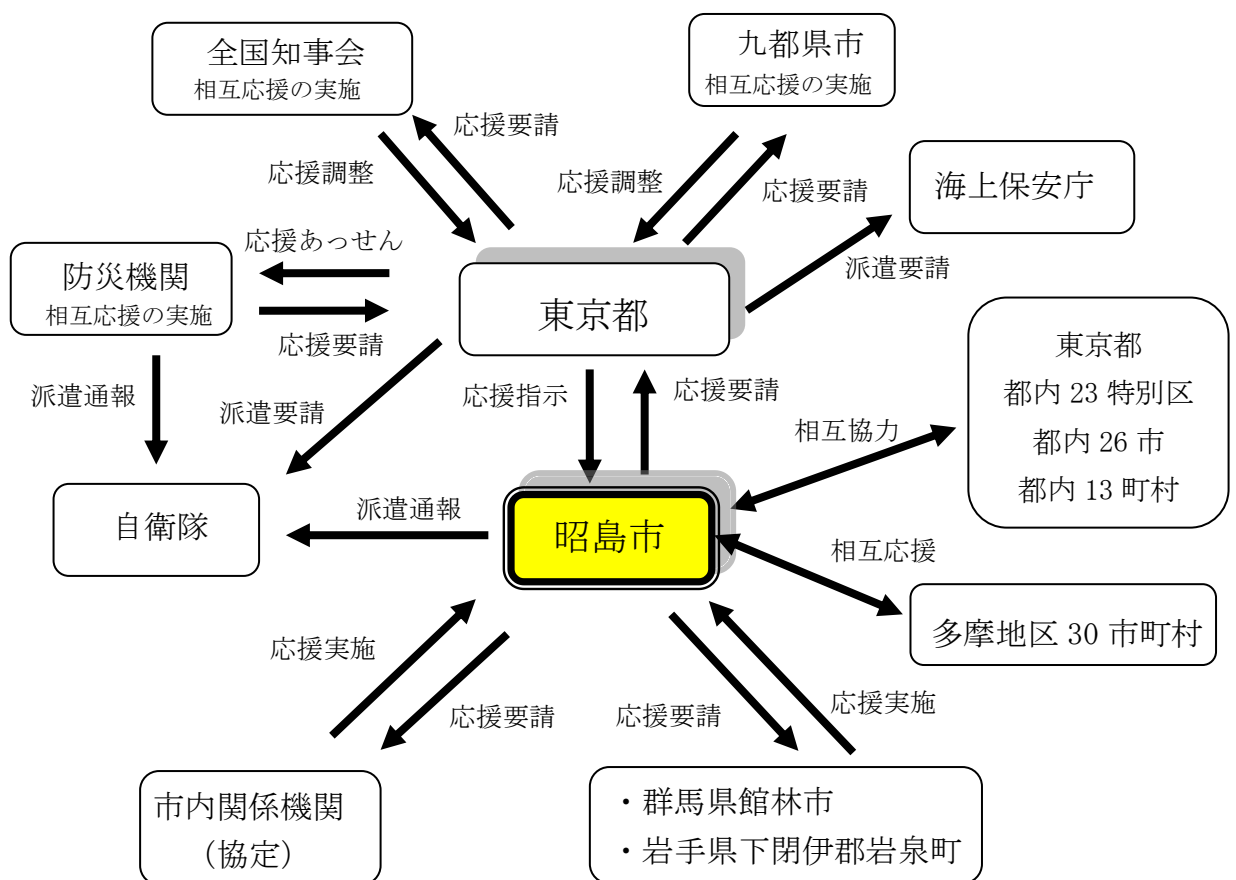 全国知事会
相互応援の実施
九都県市
相互応援の実施
応援要請
応援調整
応援調整
応援要請
海上保安庁
派遣要請
応援あっせん
防災機関
相互応援の実施
応援要請
東京都
派遣通報
派遣要請
応援指示
応援要請
東京都
都内 23 特別区
都内 26 市
都内 13 町村
相互協力
自衛隊
派遣通報
昭島市
相互応援
多摩地区 30 市町村
応援実施
応援要請
応援要請
応援実施
市内関係機関
（協定）
・群馬県館林市
・岩手県下閉伊郡岩泉町